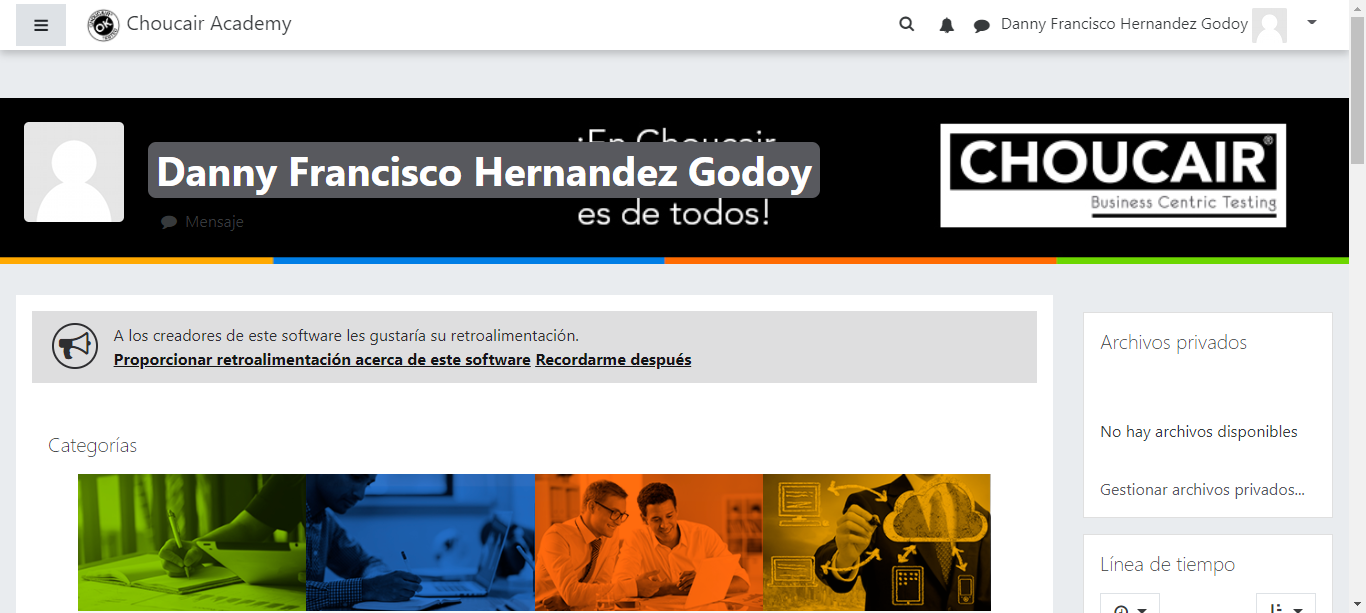 Choucair Academy
Danny Francisco Hernandez Godoy
¡En Choucair
Danny Francisco Hernandez Godoy
es de todos!
Mensaje
CHOUCAIR®
Business Centric Testing
A los creadores de este software les gustaría su retroalimentación.
Proporcionar retroalimentación acerca de este software Recordarme después
Categorías
Archivos privados
No hay archivos disponibles
Gestionar archivos privados...
Línea de tiempo